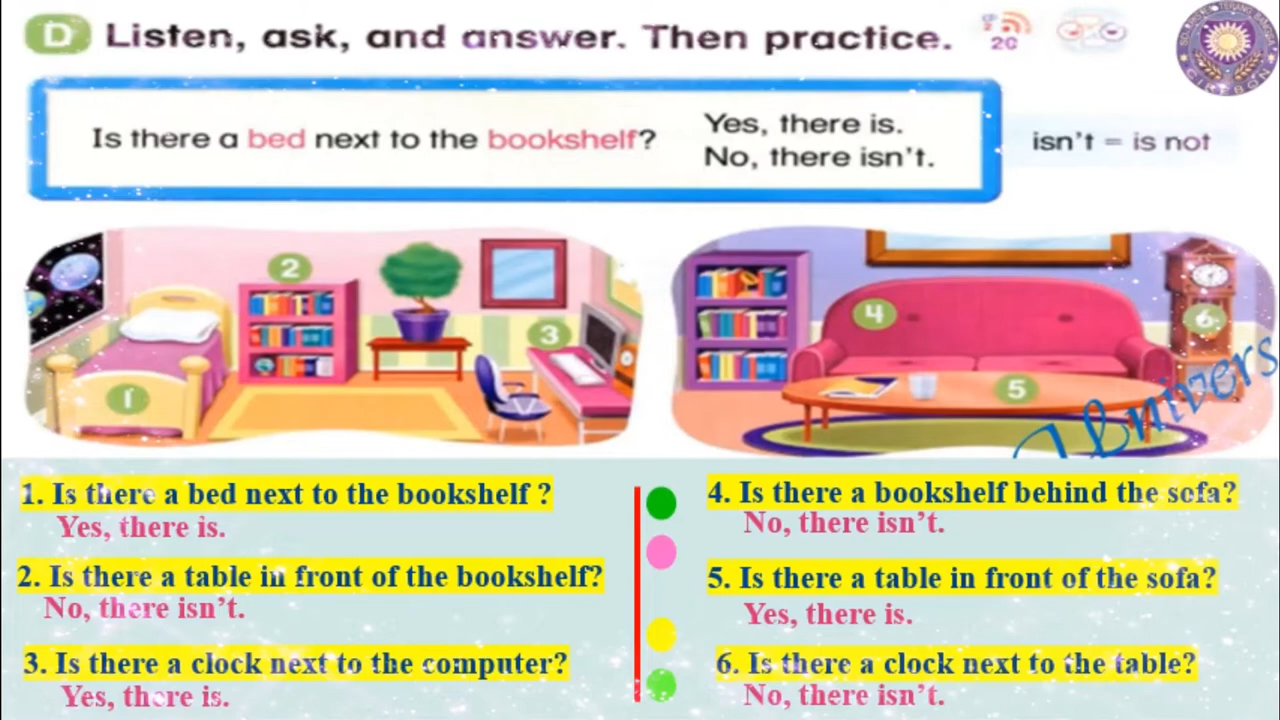 D Listen, ask, and answer. Then practice.
Is there a bed next to the bookshelf?
Yes, there is.
No, there isn't.
isn't = is not
2
3
1
4
6
5
1. Is there a bed next to the bookshelf ?
Yes, there is.
2. Is there a table in front of the bookshelf?
No, there isn't.
3. Is there a clock next to the computer?
Yes, there is.
4. Is there a bookshelf behind the sofa?
No, there isn't.
5. Is there a table in front of the sofa?
Yes, there is.
6. Is there a clock next to the table?
No, there isn't.